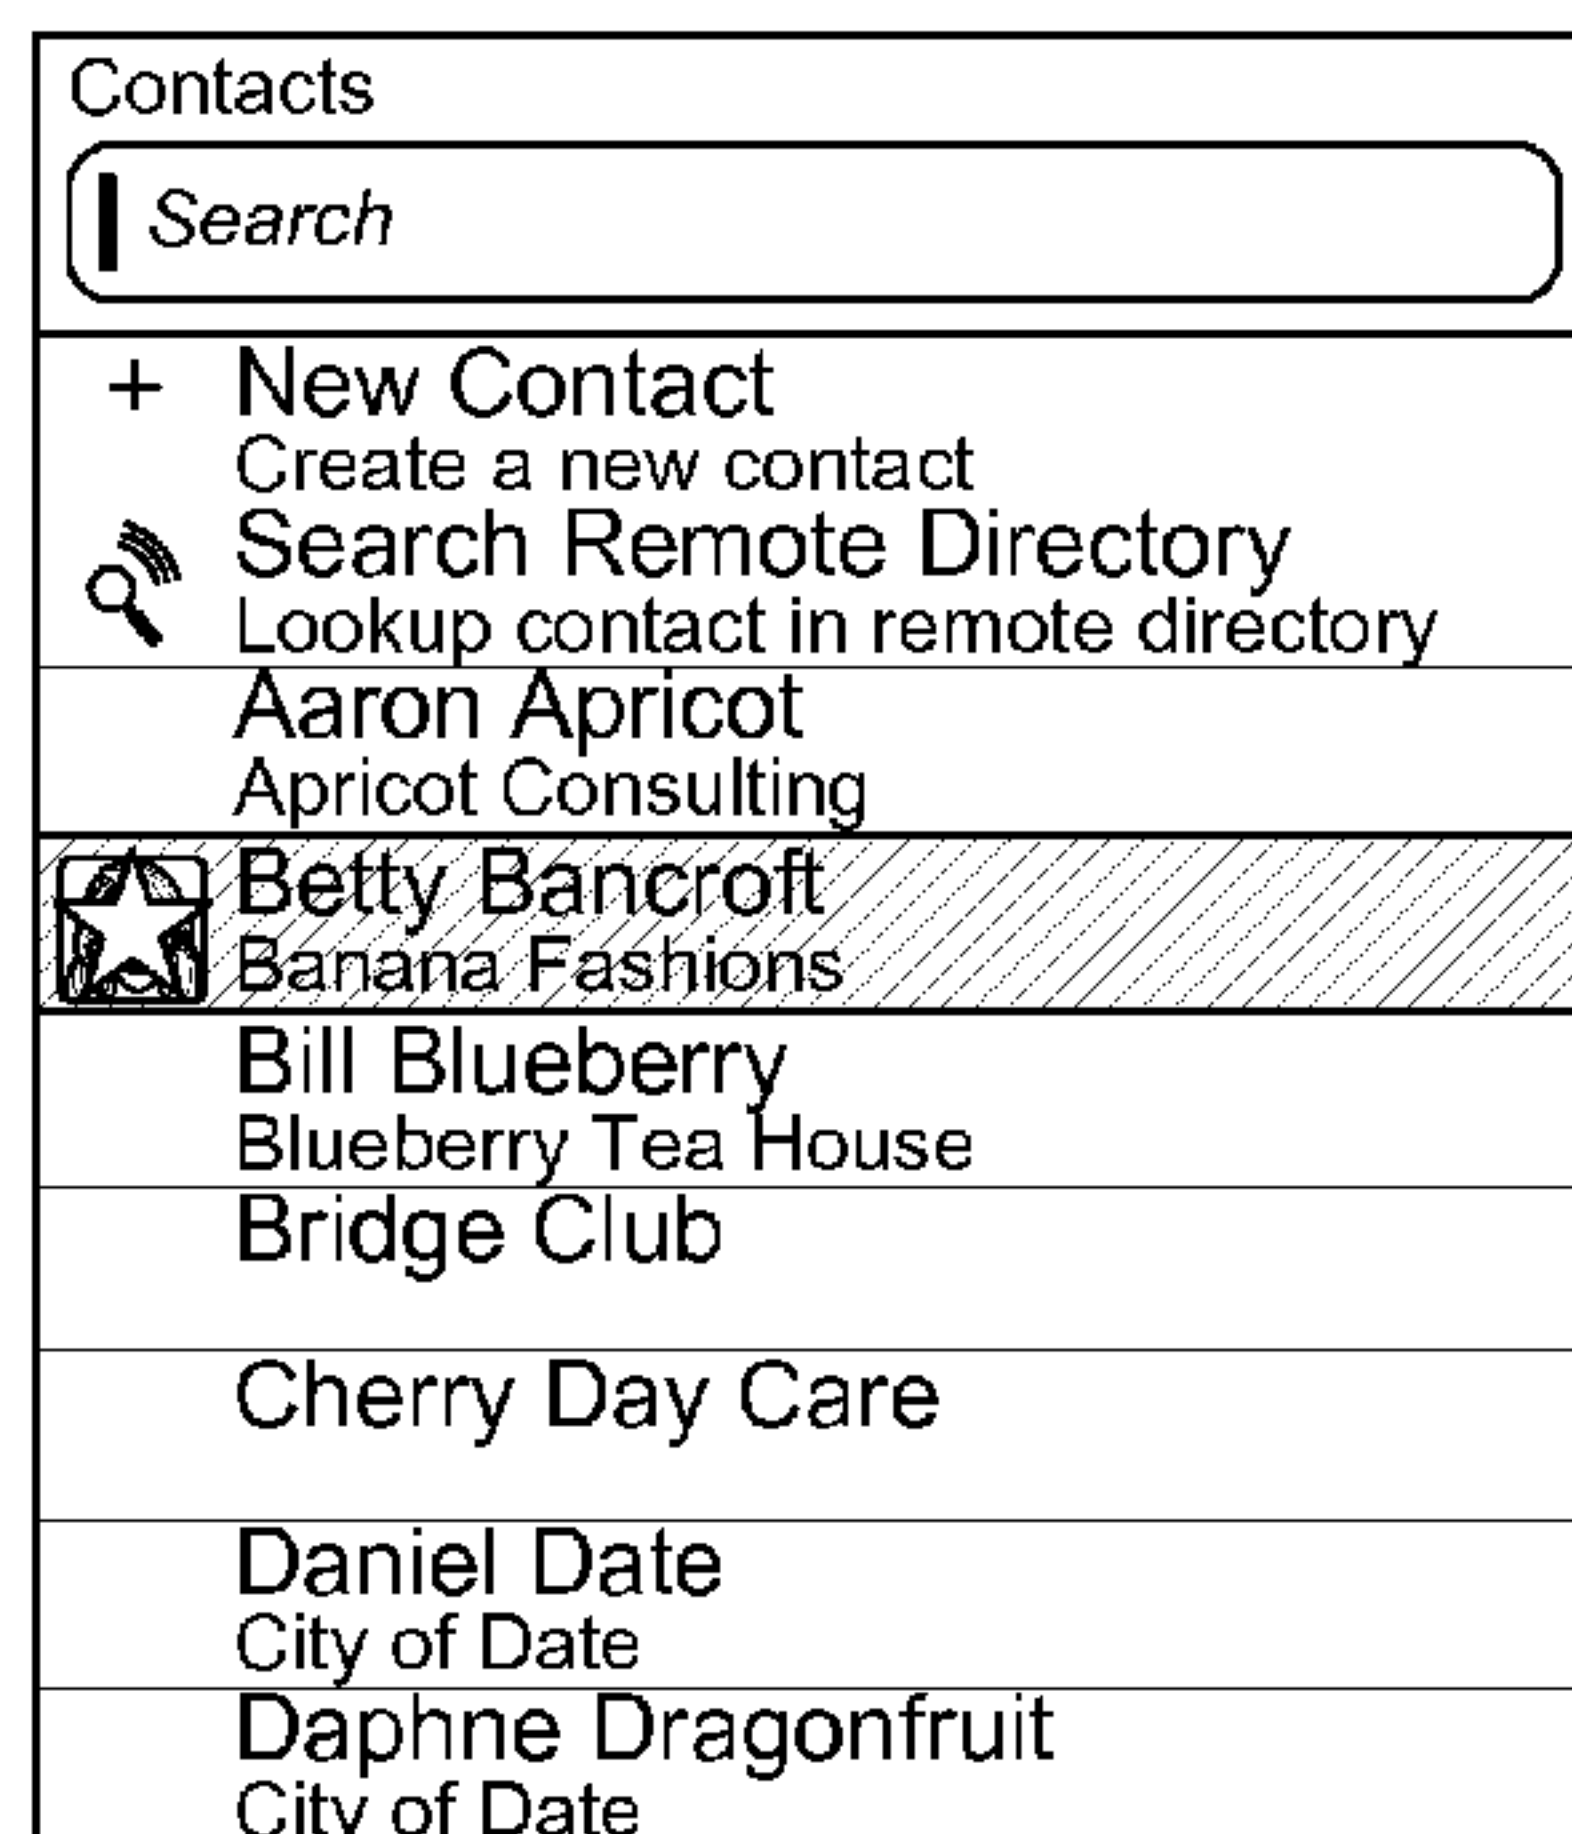 Contacts
Search
+ New Contact
Create a new contact
Search Remote Directory
Lookup contact in remote directory
Aaron Apricot
Apricot Consulting
Betty Bancroft
Banana Fashions
Bill Blueberry
Blueberry Tea House
Bridge Club
Cherry Day Care
Daniel Date
City of Date
Daphne Dragonfruit
City of Date